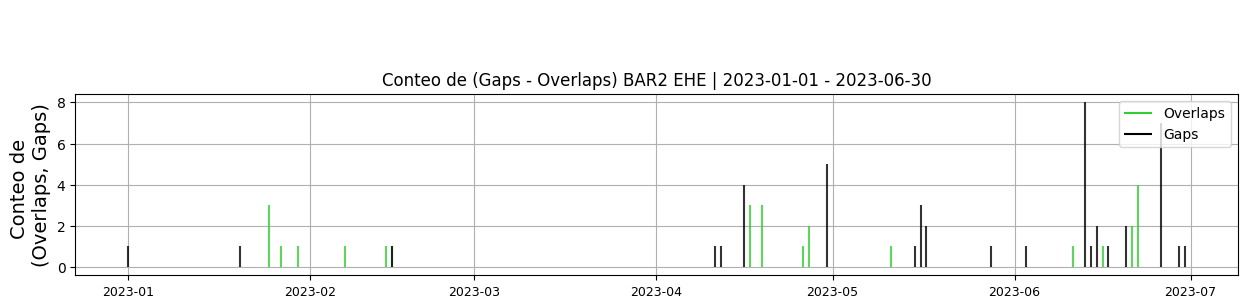 Conteo de (Gaps - Overlaps) BAR2 EHE | 2023-01-01 - 2023-06-30
Conteo de
(Overlaps, Gaps)
8
6
4
2
0
Overlaps
Gaps
2023-01 2023-02 2023-03 2023-04 2023-05 2023-06 2023-07